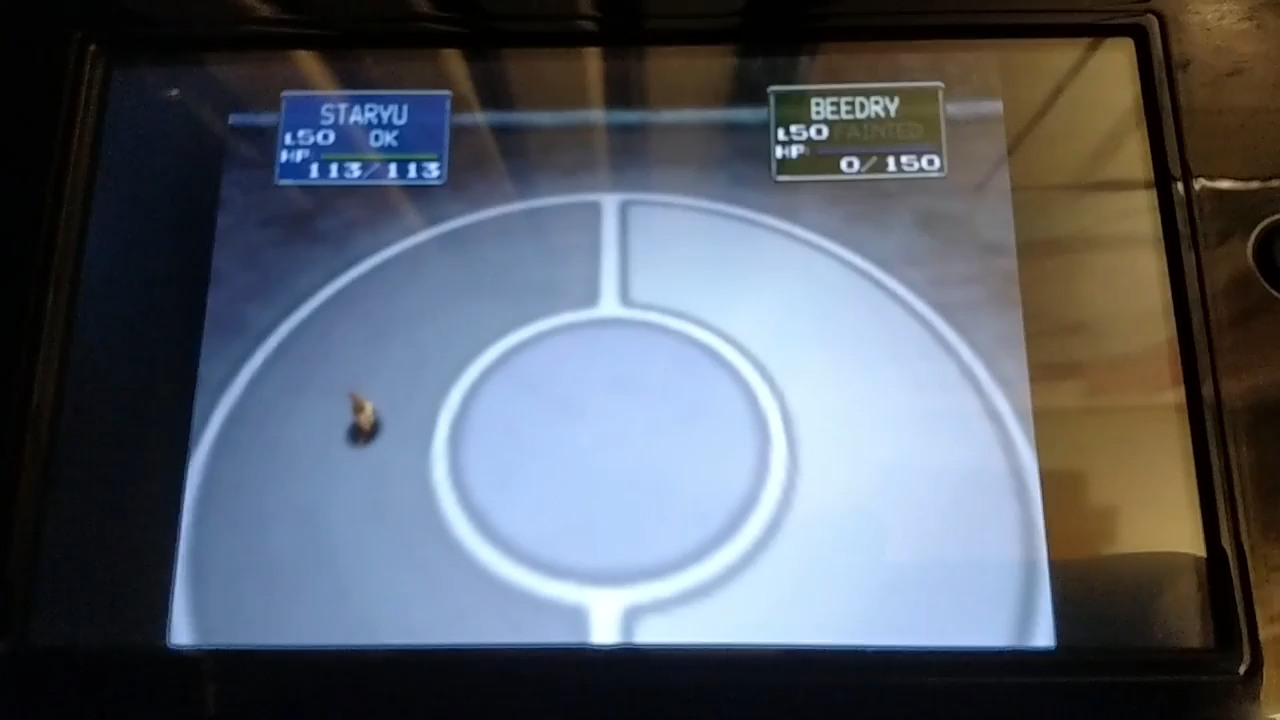 STARYU
L50 OK
HP:
113/113
BEEDRY
L50 FAINTED
HP:
0/150